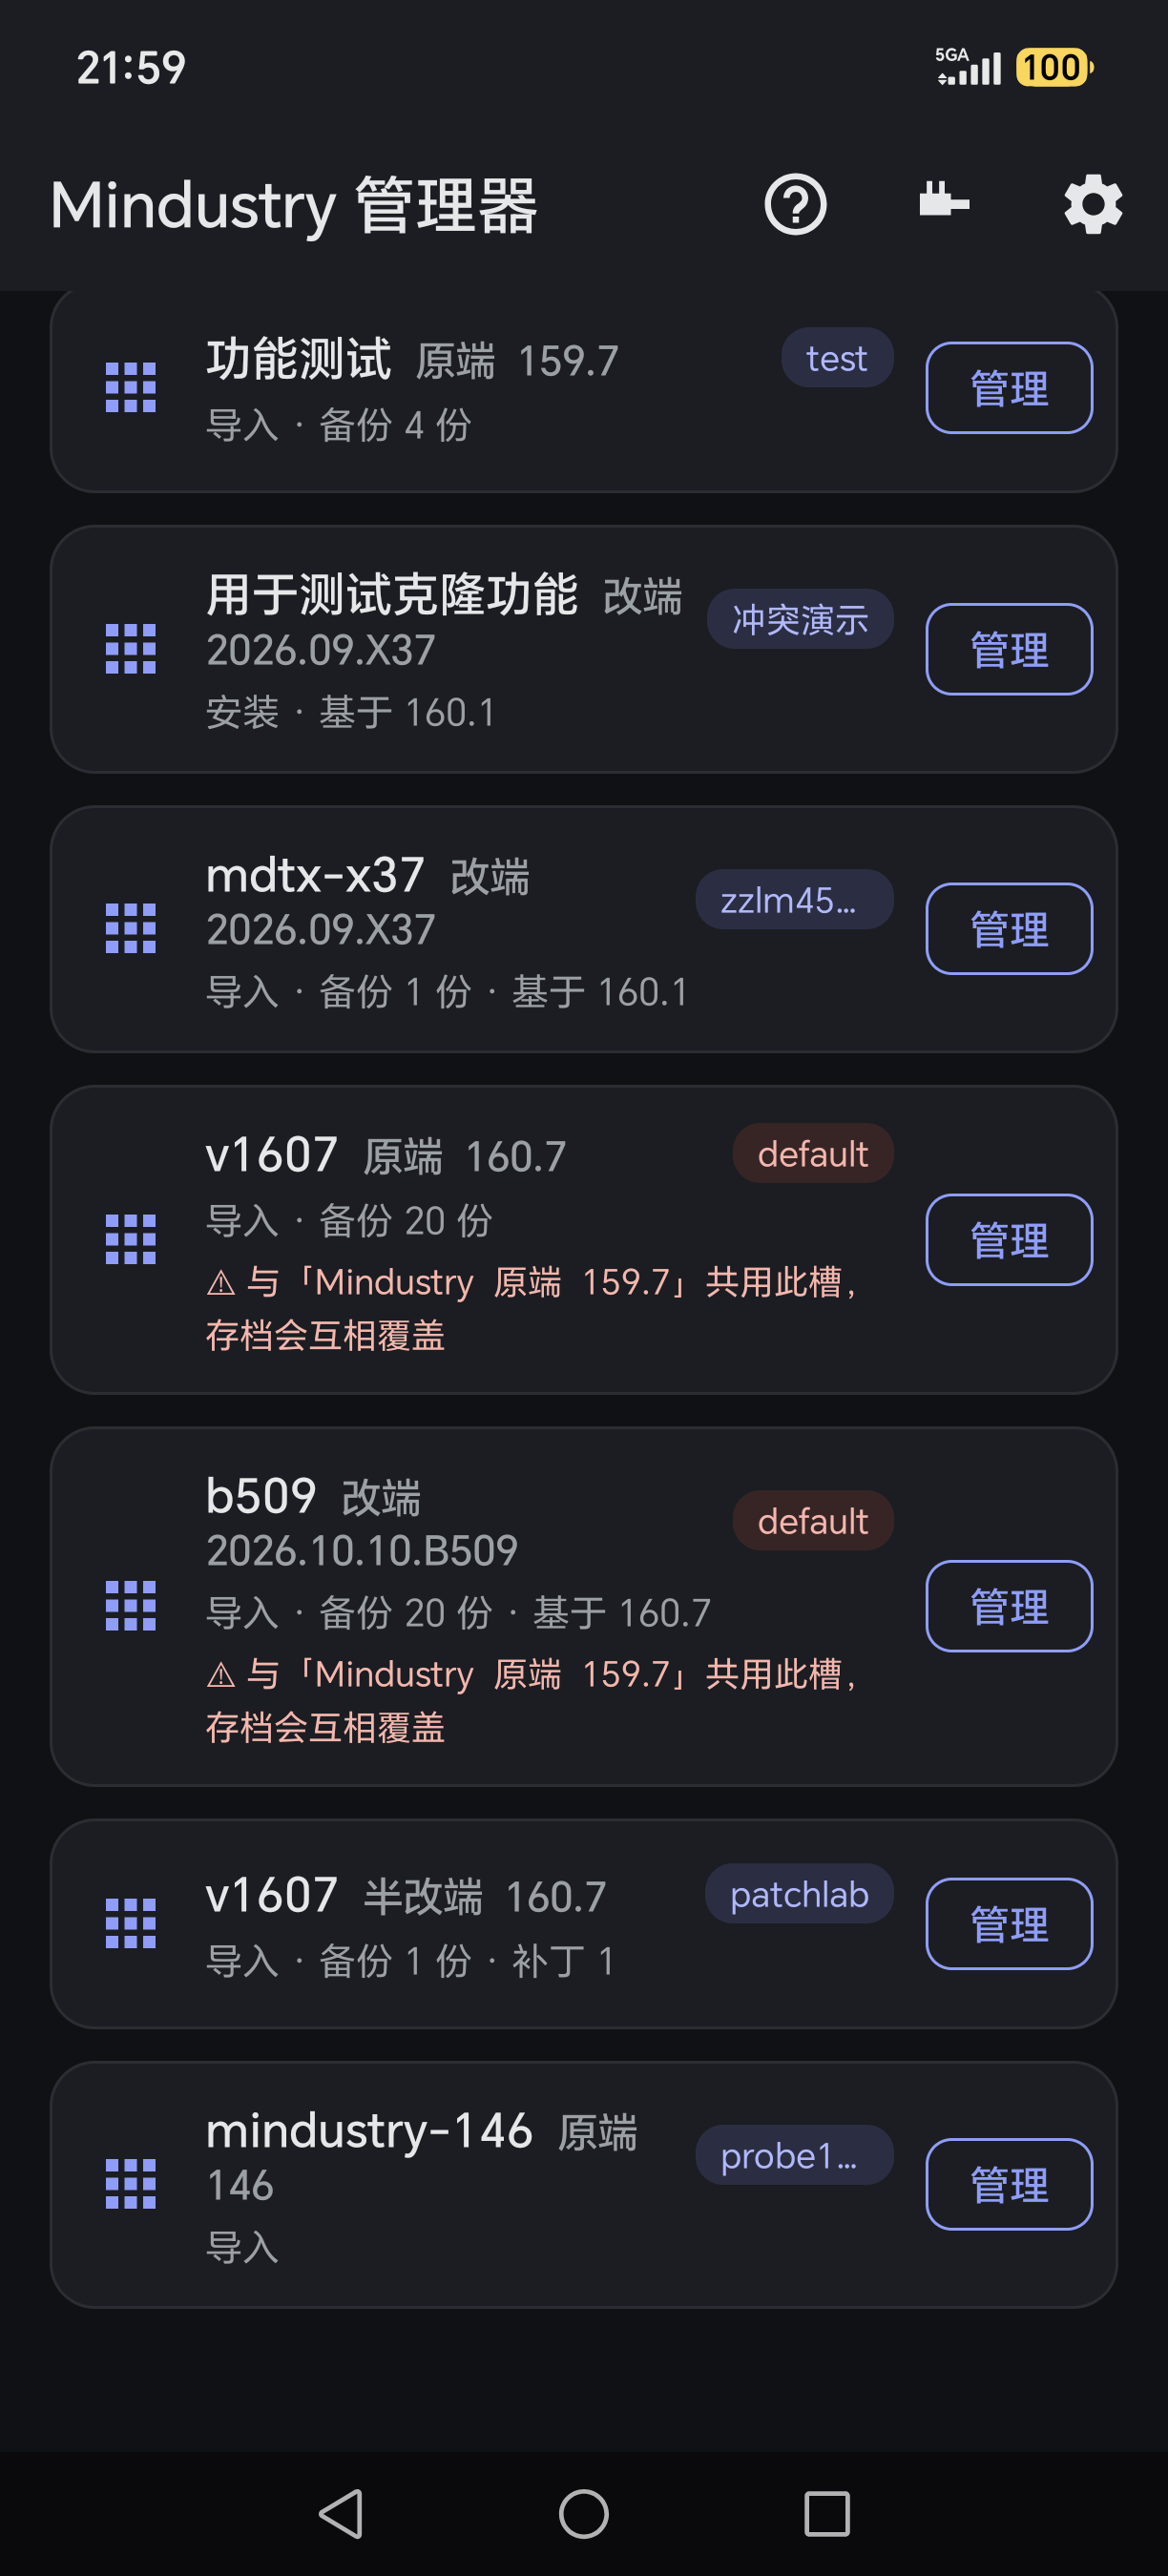 21:59
5GA
100
Mindustry 管理器
功能测试 原端 159.7
test
管理
导入 · 备份 4 份
用于测试克隆功能 改端
2026.09.X37
冲突演示
管理
安装 · 基于 160.1
mdtx-x37 改端
2026.09.X37
zzlm45...
管理
导入 · 备份 1 份 · 基于 160.1
v1607 原端 160.7
default
管理
导入 · 备份 20 份
⚠ 与「Mindustry 原端 159.7」共用此槽，
存档会互相覆盖
b509 改端
2026.10.10.B509
default
管理
导入 · 备份 20 份 · 基于 160.7
⚠ 与「Mindustry 原端 159.7」共用此槽，
存档会互相覆盖
v1607 半改端 160.7
patchlab
管理
导入 · 备份 1 份 · 补丁 1
mindustry-146 原端
146
probe1...
管理
导入